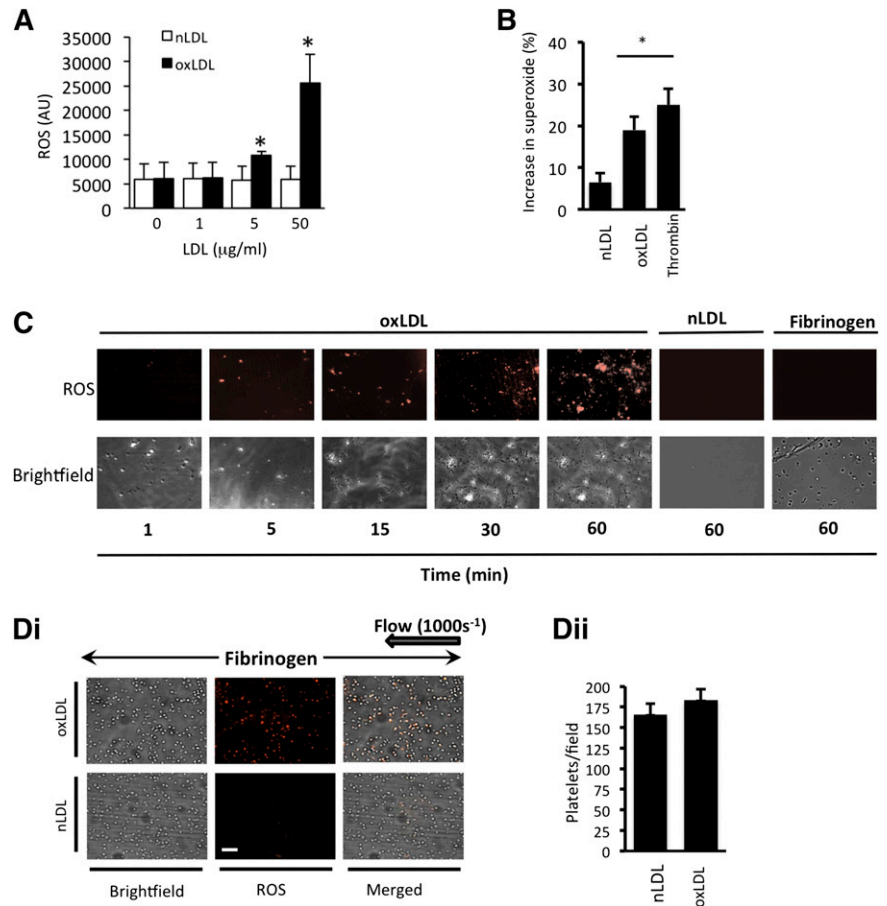 A
35000
30000
25000
20000
15000
10000
5000
0
ROS (AU)
nLDL
oxLDL
*
*
0 1 5 50
LDL (μg/ml)
B
*
40
30
20
10
0
Increase in superoxide (%)
nLDL
oxLDL
Thrombin
C
oxLDL nLDL Fibrinogen
ROS
Brightfield
1 5 15 30 60 60 60
Time (min)
Di
Flow (1000s⁻¹)
Fibrinogen
oxLDL
nLDL
Brightfield ROS Merged
Dii
200
175
150
125
100
75
50
25
0
Platelets/field
nLDL
oxLDL